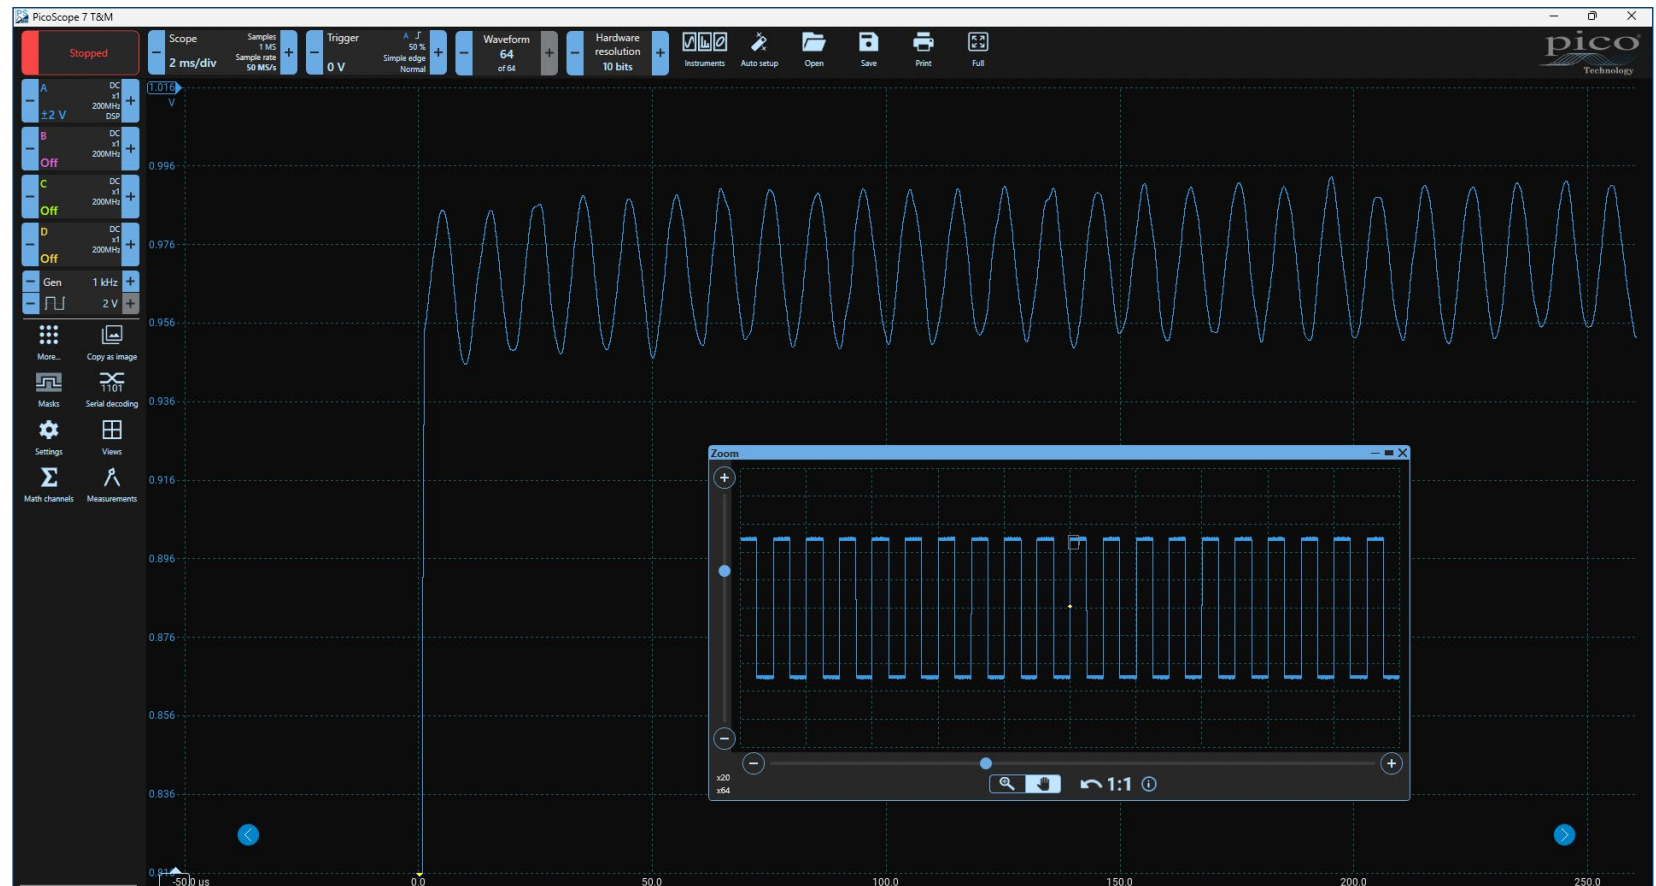 PS PicoScope 7 T&M
Stopped
Scope
2 ms/div
Samples
1 MS
Sample rate
50 MS/s
Trigger
0 V
A
50 %
Simple edge
Normal
Waveform
64
of 64
Hardware
resolution
10 bits
Instruments
Auto setup
Open
Save
Print
Full
pico
Technology
A
±2 V
DC
x1
200MHz
DSP
B
Off
DC
x1
200MHz
C
Off
DC
x1
200MHz
D
Off
DC
x1
200MHz
Gen 1 kHz
2 V
More...
Copy as image
Masks
1101
Serial decoding
Settings
Views
Math channels
Measurements
1.016
V
0.996
0.976
0.956
0.936
0.916
0.896
0.876
0.856
0.836
-50.0 µs
0.0
50.0
100.0
150.0
200.0
250.0
Zoom
x20
x64
1:1